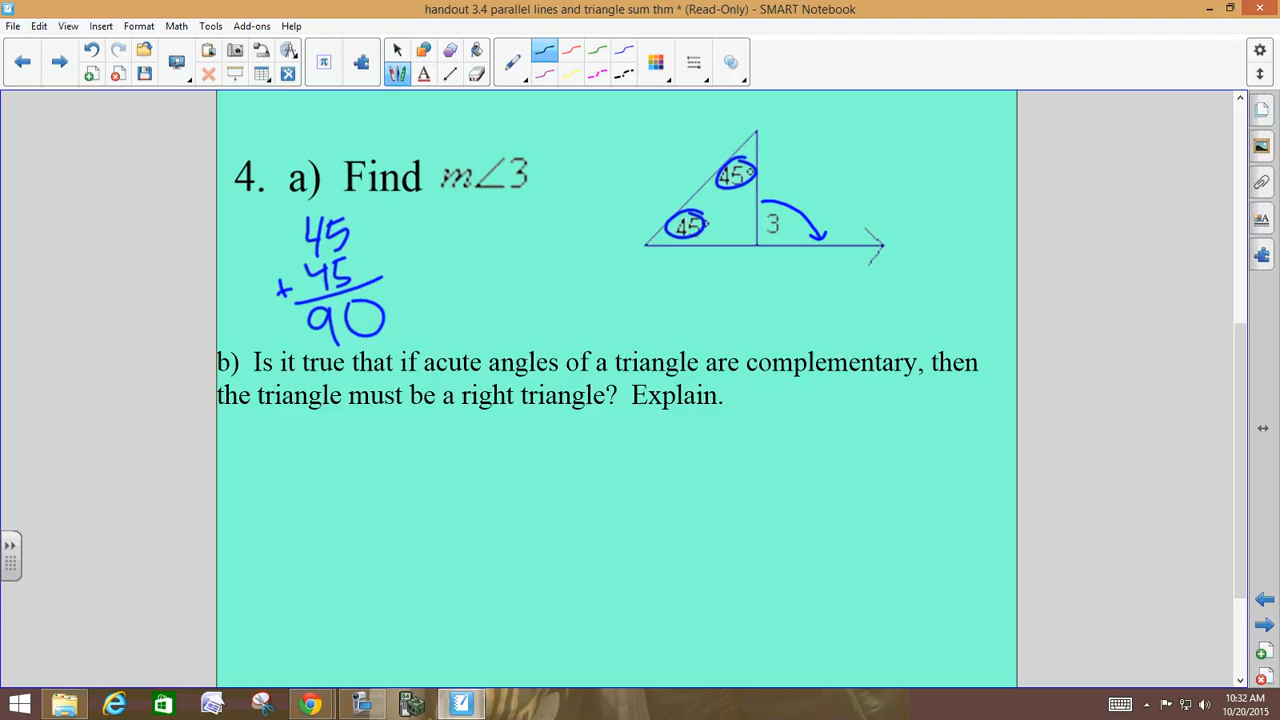 handout 3.4 parallel lines and triangle sum thm * (Read-Only) - SMART Notebook
File Edit View Insert Format Math Tools Add-ons Help
4. a) Find m∠3
45°
45°
3
45
+ 45
90
b) Is it true that if acute angles of a triangle are complementary, then
the triangle must be a right triangle? Explain.
10:32 AM
10/20/2015